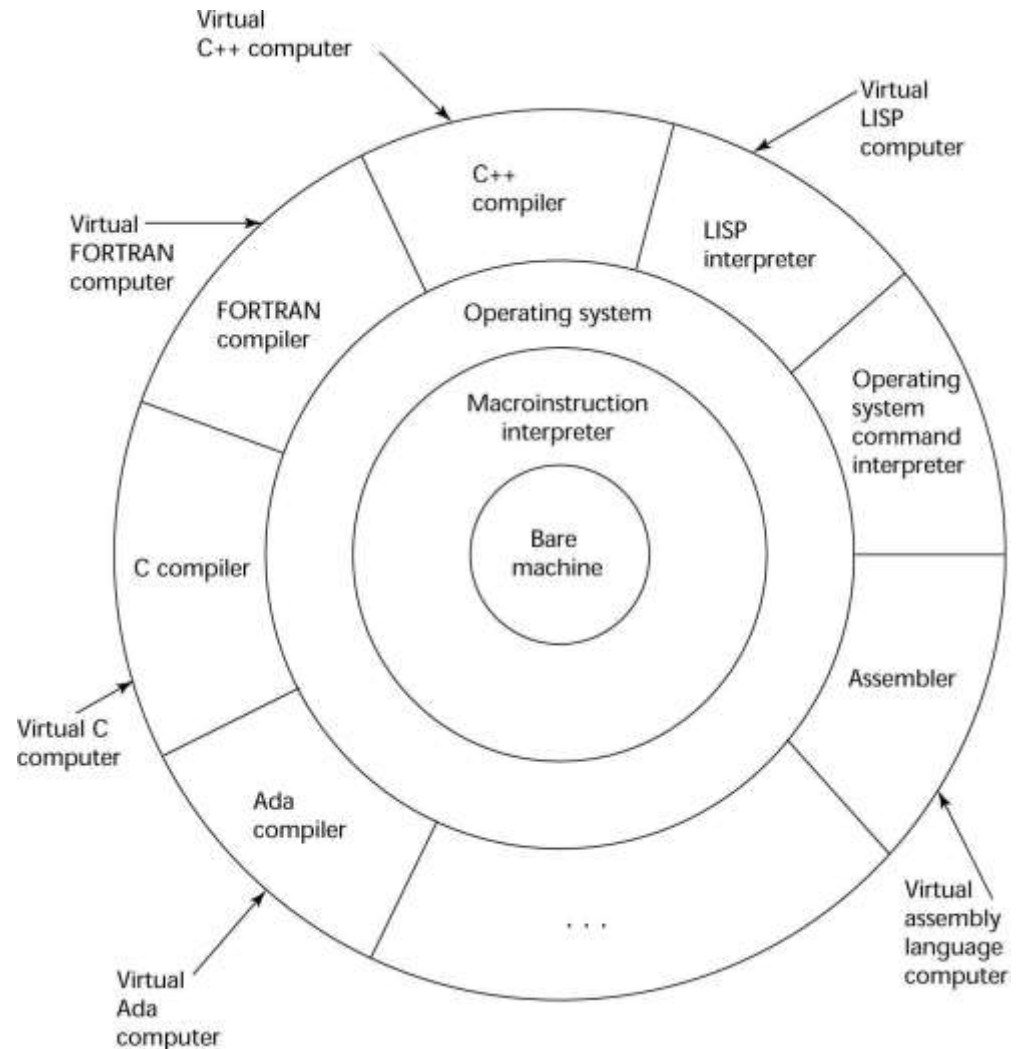 Virtual
C++ computer
Virtual
LISP
computer
C++
compiler
LISP
interpreter
Virtual
FORTRAN
computer
FORTRAN
compiler
Operating system
Operating
system
command
interpreter
Macroinstruction
interpreter
Bare
machine
C compiler
Assembler
Virtual C
computer
Ada
compiler
Virtual
assembly
language
computer
. . .
Virtual
Ada
computer